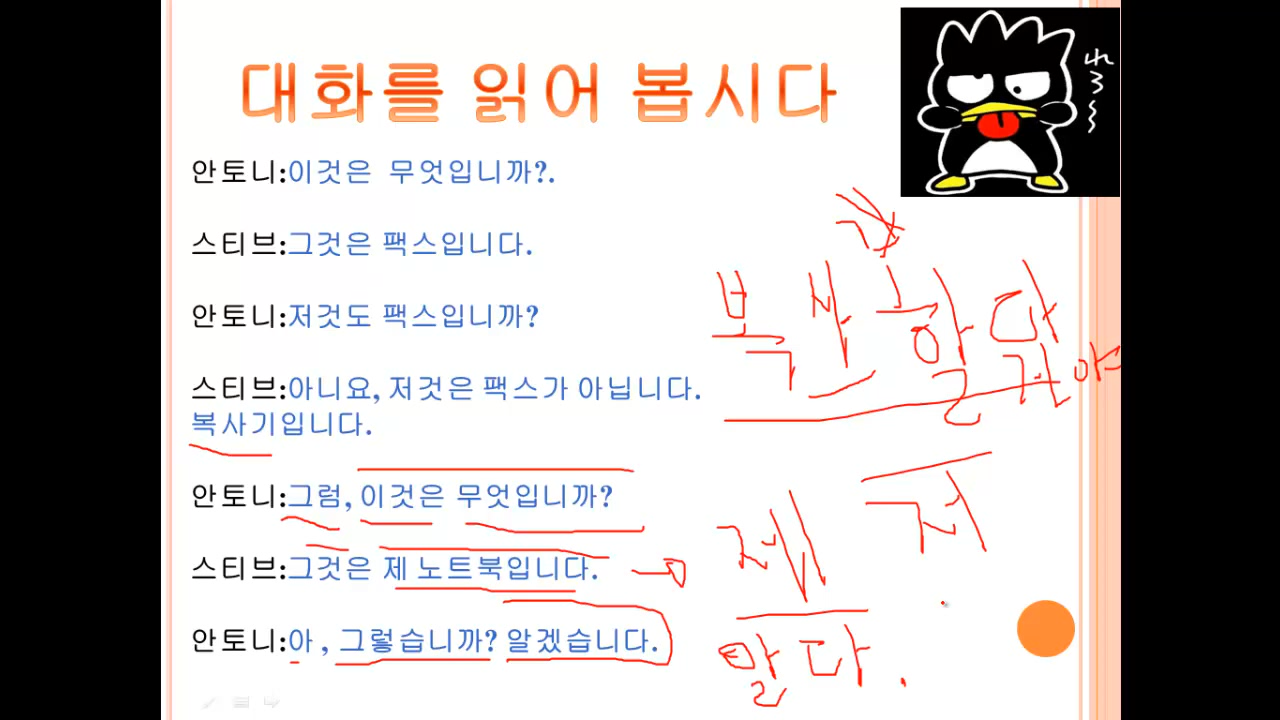 대화를 읽어 봅시다
안토니:이것은 무엇입니까?.
스티브:그것은 팩스입니다.
안토니:저것도 팩스입니까?
스티브:아니요, 저것은 팩스가 아닙니다.
복사기입니다.
안토니:그럼, 이것은 무엇입니까?
스티브:그것은 제 노트북입니다.
안토니:아 , 그렇습니까? 알겠습니다.
제 저
알다.